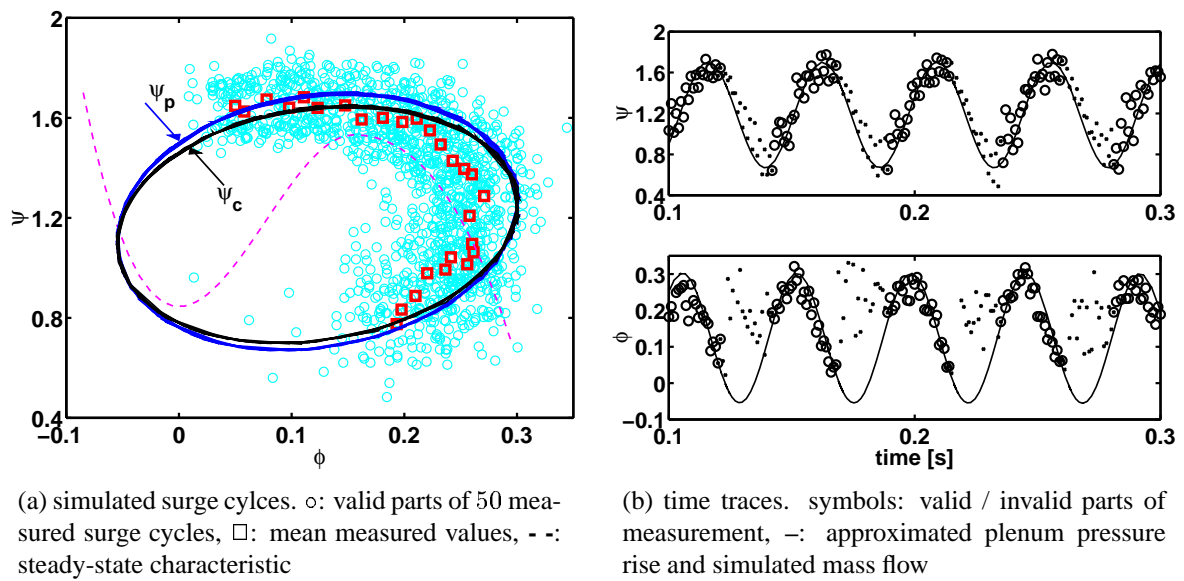 2
1.6
1.2
0.8
0.4
ψ
ψp
ψc
−0.1 0 0.1 0.2 0.3
ϕ
(a) simulated surge cylces. ○: valid parts of 50 mea-
sured surge cycles, □: mean measured values, - -:
steady-state characteristic
2
1.6
1.2
0.8
0.4
ψ
0.1 0.2 0.3
0.3
0.2
0.1
0
−0.1
ϕ
0.1 0.2 0.3
time [s]
(b) time traces. symbols: valid / invalid parts of
measurement, –: approximated plenum pressure
rise and simulated mass flow